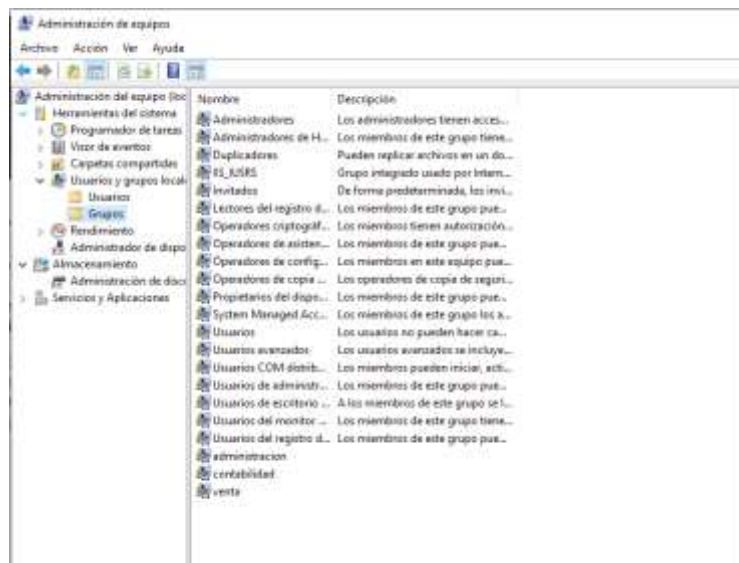 Administración de equipos
Archivo Acción Ver Ayuda
Administración del equipo (loc
Herramientas del sistema
Programador de tareas
Visor de eventos
Carpetas compartidas
Usuarios y grupos locale
Usuarios
Grupos
Rendimiento
Administrador de dispo
Almacenamiento
Administración de disco
Servicios y Aplicaciones
Nombre Descripción
Administradores Los administradores tienen acces...
Administradores de H... Los miembros de este grupo tiene...
Duplicadores Pueden replicar archivos en un do...
IIS_IUSRS Grupo integrado usado por Intern...
Invitados De forma predeterminada, los invi...
Lectores del registro d... Los miembros de este grupo pue...
Operadores criptográf... Los miembros tienen autorización...
Operadores de asisten... Los miembros de este grupo pue...
Operadores de config... Los miembros en este equipo pue...
Operadores de copia ... Los operadores de copia de seguri...
Propietarios del dispo... Los miembros de este grupo pue...
System Managed Acc... Los miembros de este grupo los a...
Usuarios Los usuarios no pueden hacer ca...
Usuarios avanzados Los usuarios avanzados se incluye...
Usuarios COM distrib... Los miembros pueden iniciar, acti...
Usuarios de administr... Los miembros de este grupo pue...
Usuarios de escritorio ... A los miembros de este grupo se l...
Usuarios del monitor ... Los miembros de este grupo tiene...
Usuarios del registro d... Los miembros de este grupo pue...
administracion
contabilidad
venta